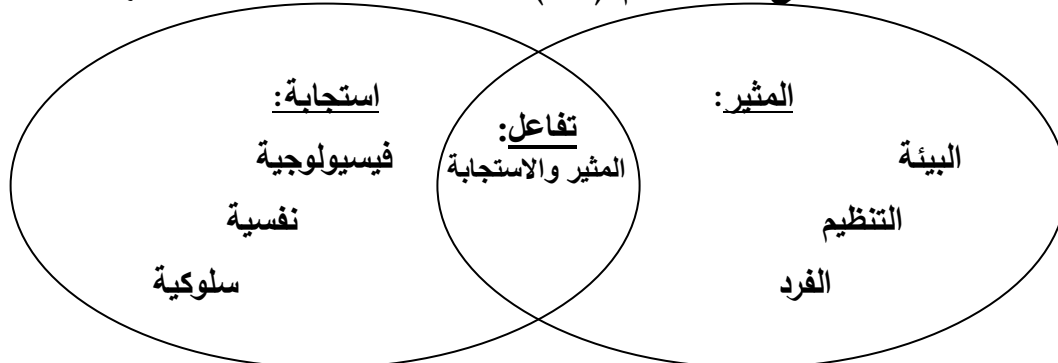 المثير:
البيئة
التنظيم
الفرد
تفاعل:
المثير والاستجابة
استجابة:
فيسيولوجية
نفسية
سلوكية